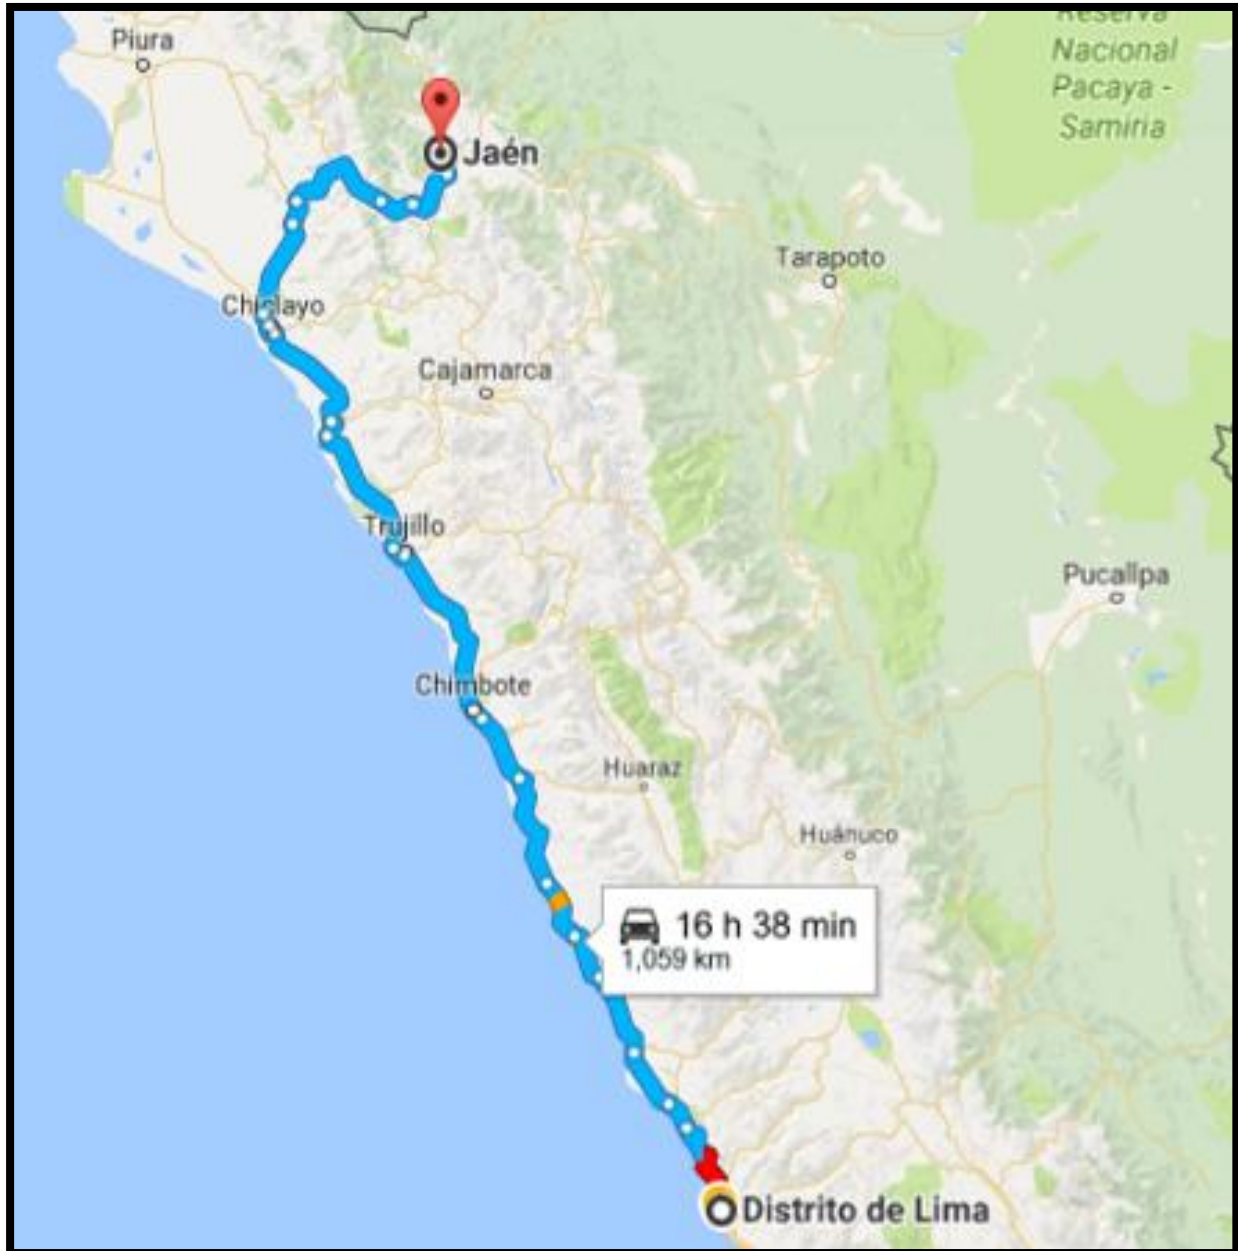 Reserva
Nacional
Pacaya -
Samiria
Piura
Jaén
Tarapoto
Chiclayo
Cajamarca
Trujillo
Pucallpa
Chimbote
Huaraz
Huánuco
16 h 38 min
1,059 km
Distrito de Lima